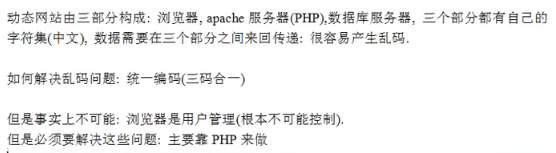 动态网站由三部分构成: 浏览器, apache 服务器(PHP),数据库服务器, 三个部分都有自己的
字符集(中文), 数据需要在三个部分之间来回传递: 很容易产生乱码.
如何解决乱码问题: 统一编码(三码合一)
但是事实上不可能: 浏览器是用户管理(根本不可能控制).
但是必须要解决这些问题: 主要靠 PHP 来做